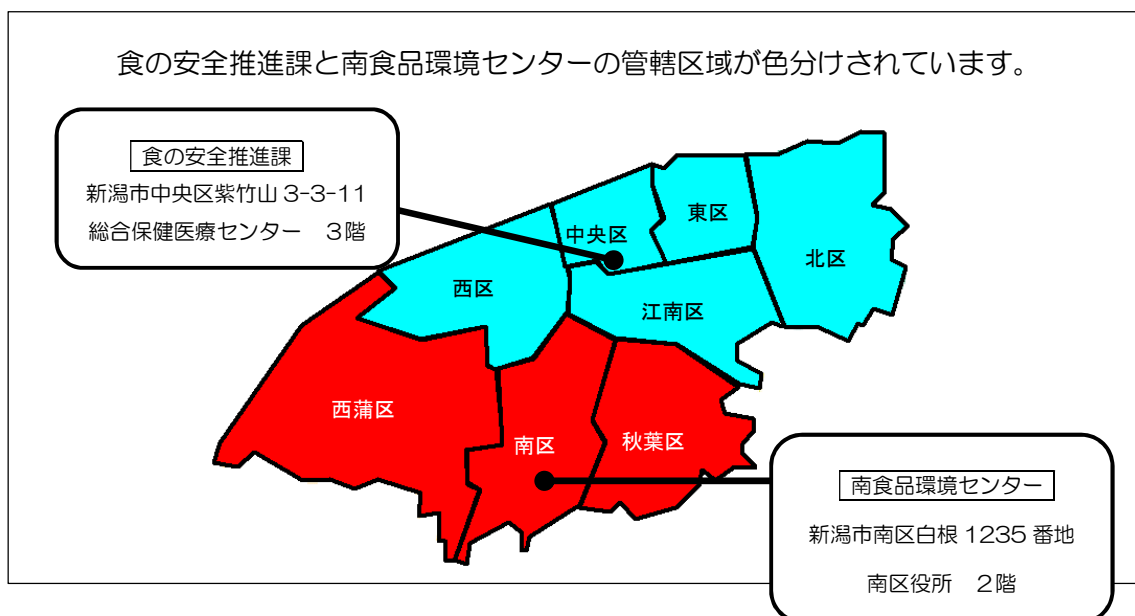 食の安全推進課と南食品環境センターの管轄区域が色分けされています。
食の安全推進課
新潟市中央区紫竹山 3-3-11
総合保健医療センター　３階
中央区
東区
北区
西区
江南区
西蒲区
南区
秋葉区
南食品環境センター
新潟市南区白根 1235 番地
南区役所　２階